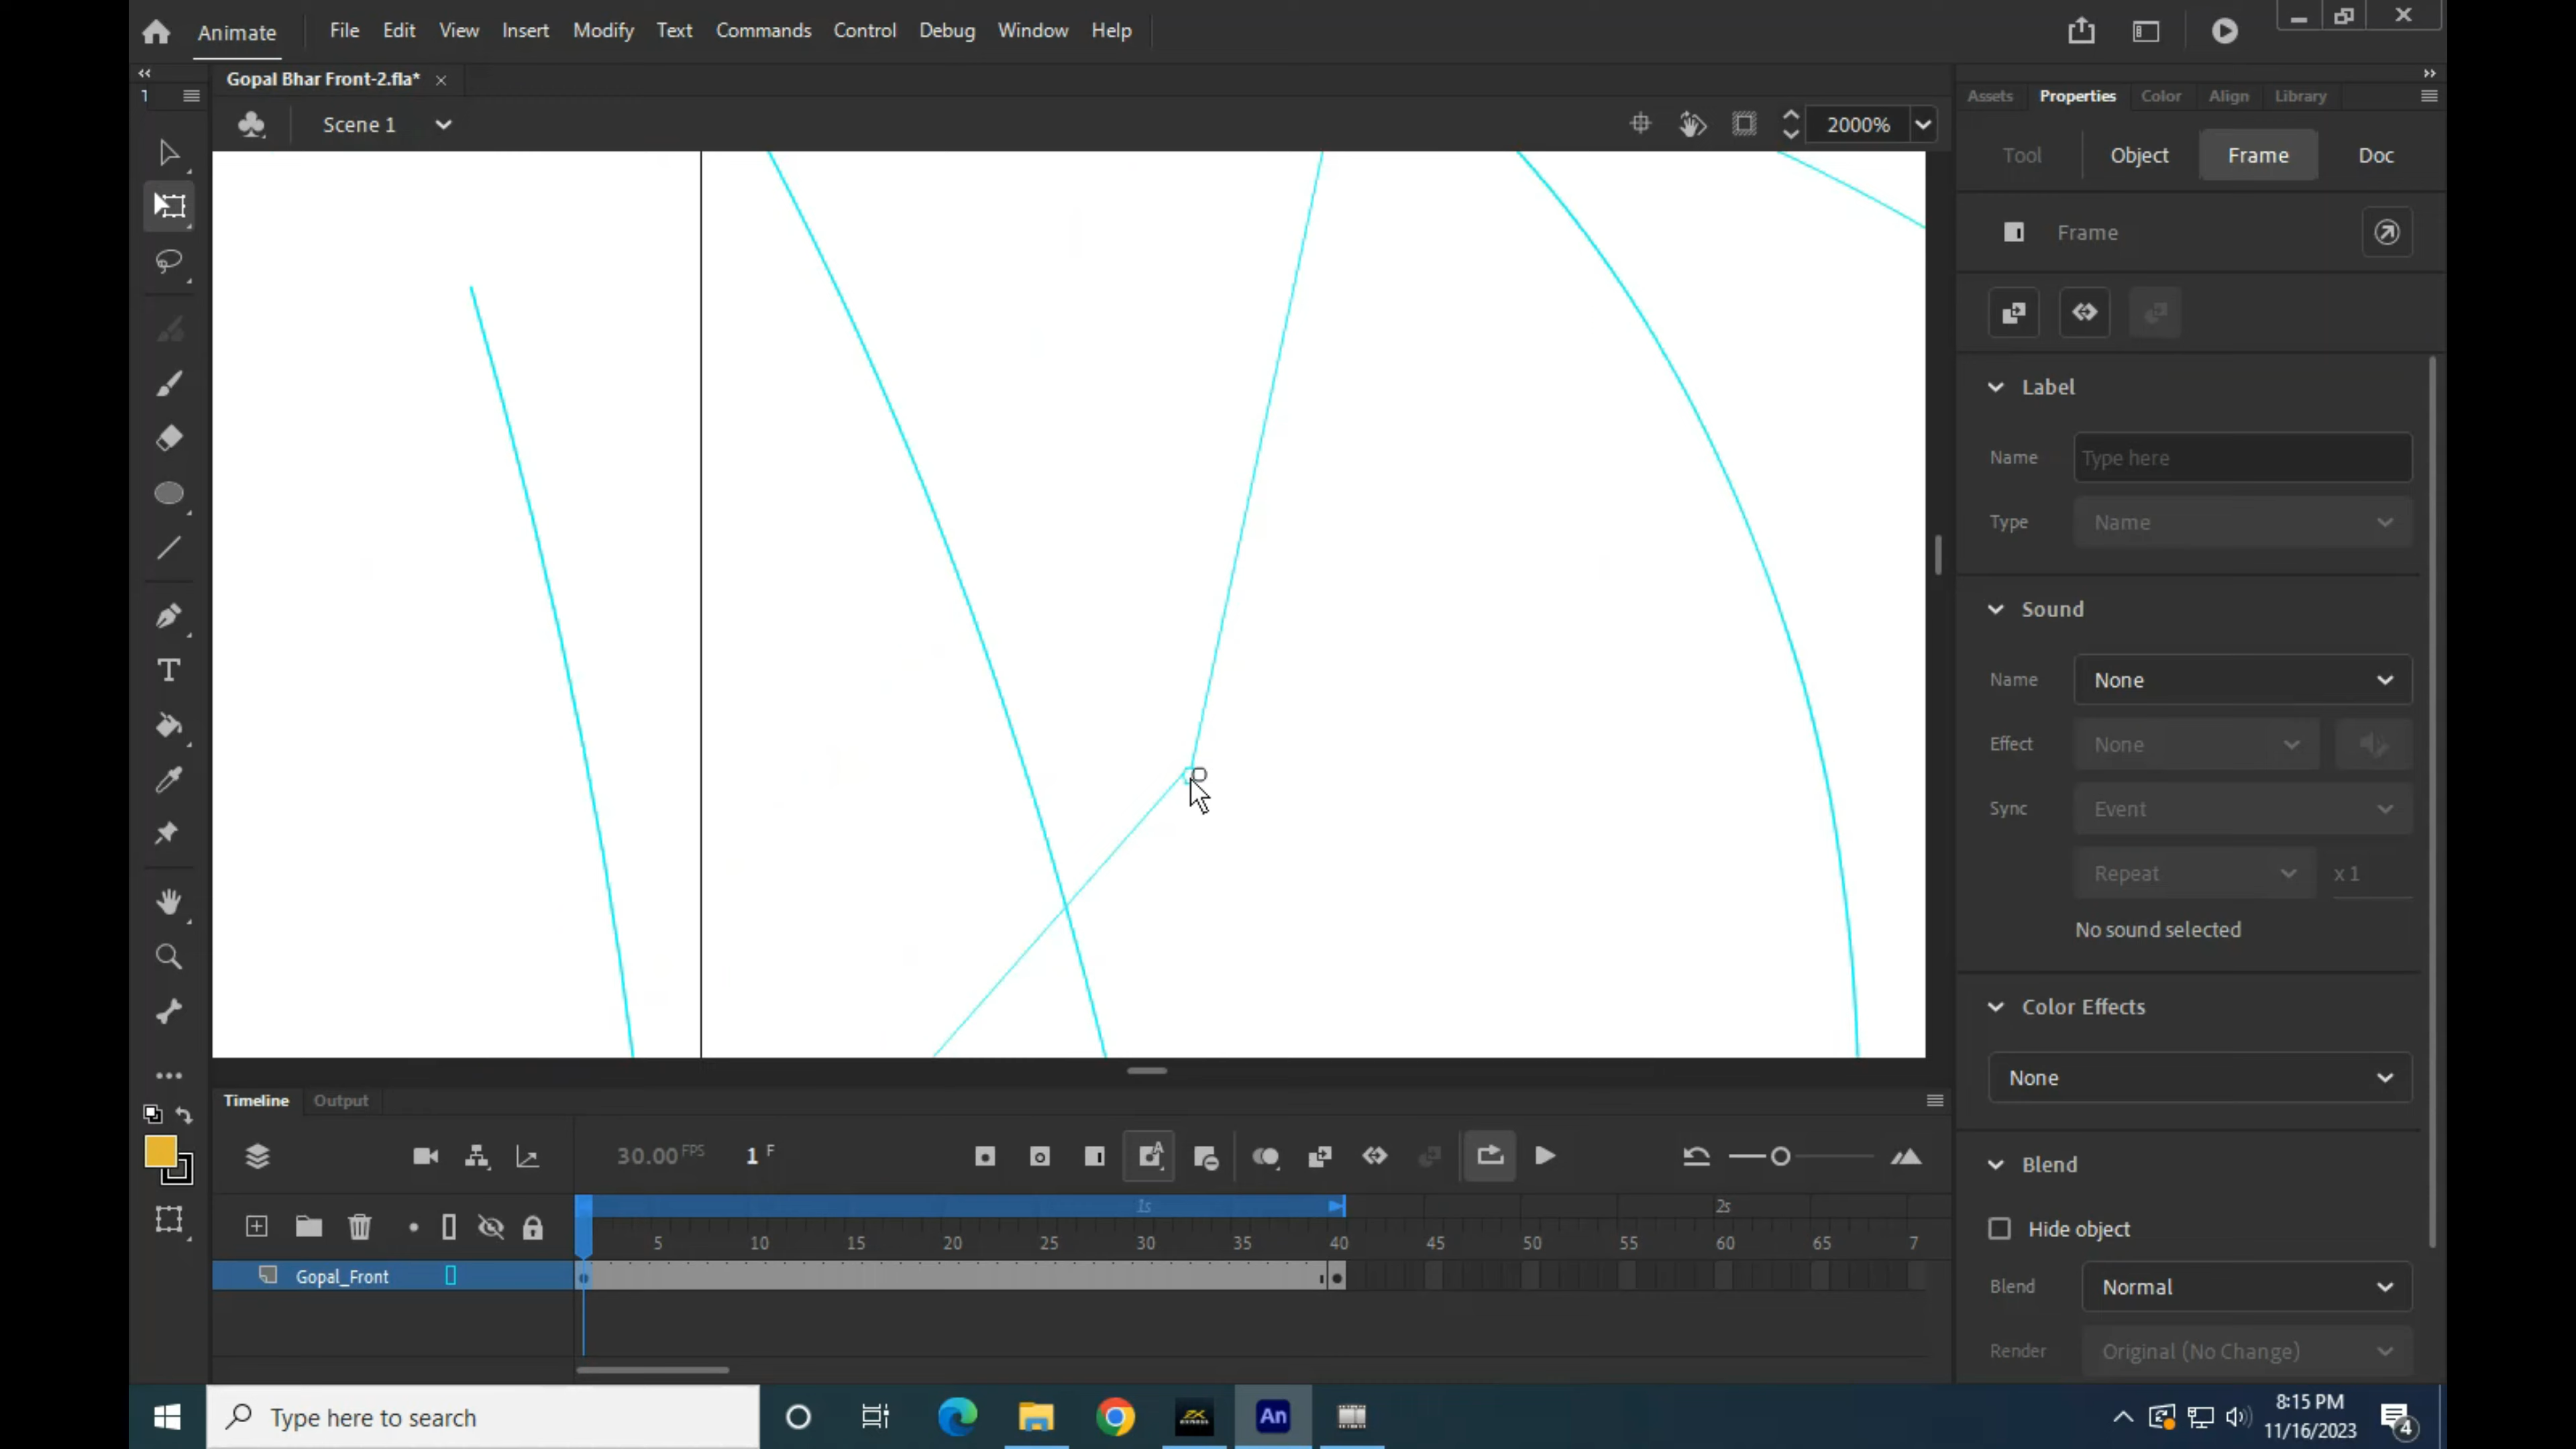 Animate File Edit View Insert Modify Text Commands Control Debug Window Help
Gopal Bhar Front-2.fla*
Scene 1
2000%
Assets Properties Color Align Library
Tool Object Frame Doc
Frame
Label
Name Type here
Type Name
Sound
Name None
Effect None
Sync Event
Repeat x 1
No sound selected
Color Effects
None
Blend
Hide object
Blend Normal
Render Original (No Change)
Timeline Output
30.00 FPS 1 F
1s 2s
5 10 15 20 25 30 35 40 45 50 55 60 65 7
Gopal_Front
Type here to search
An
8:15 PM
11/16/2023
4